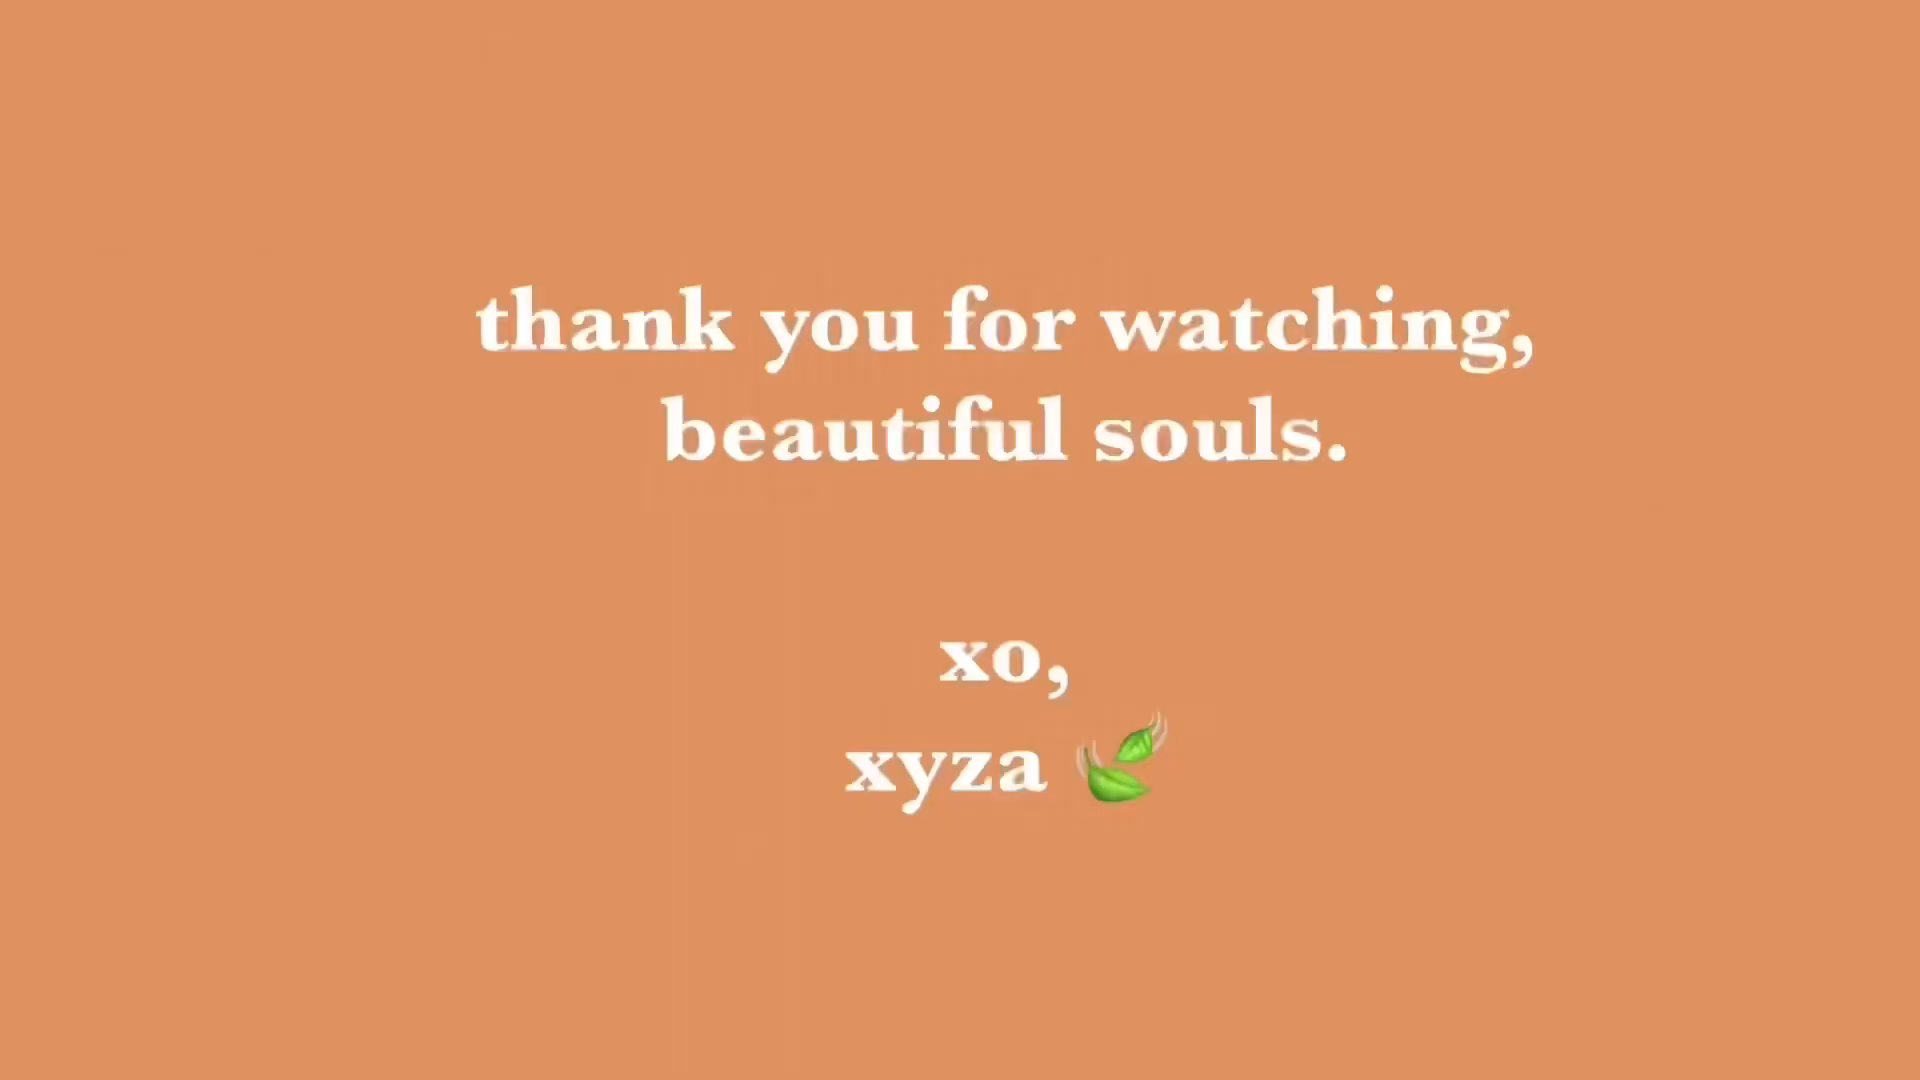 thank you for watching,
beautiful souls.
xo,
xyza 🍃